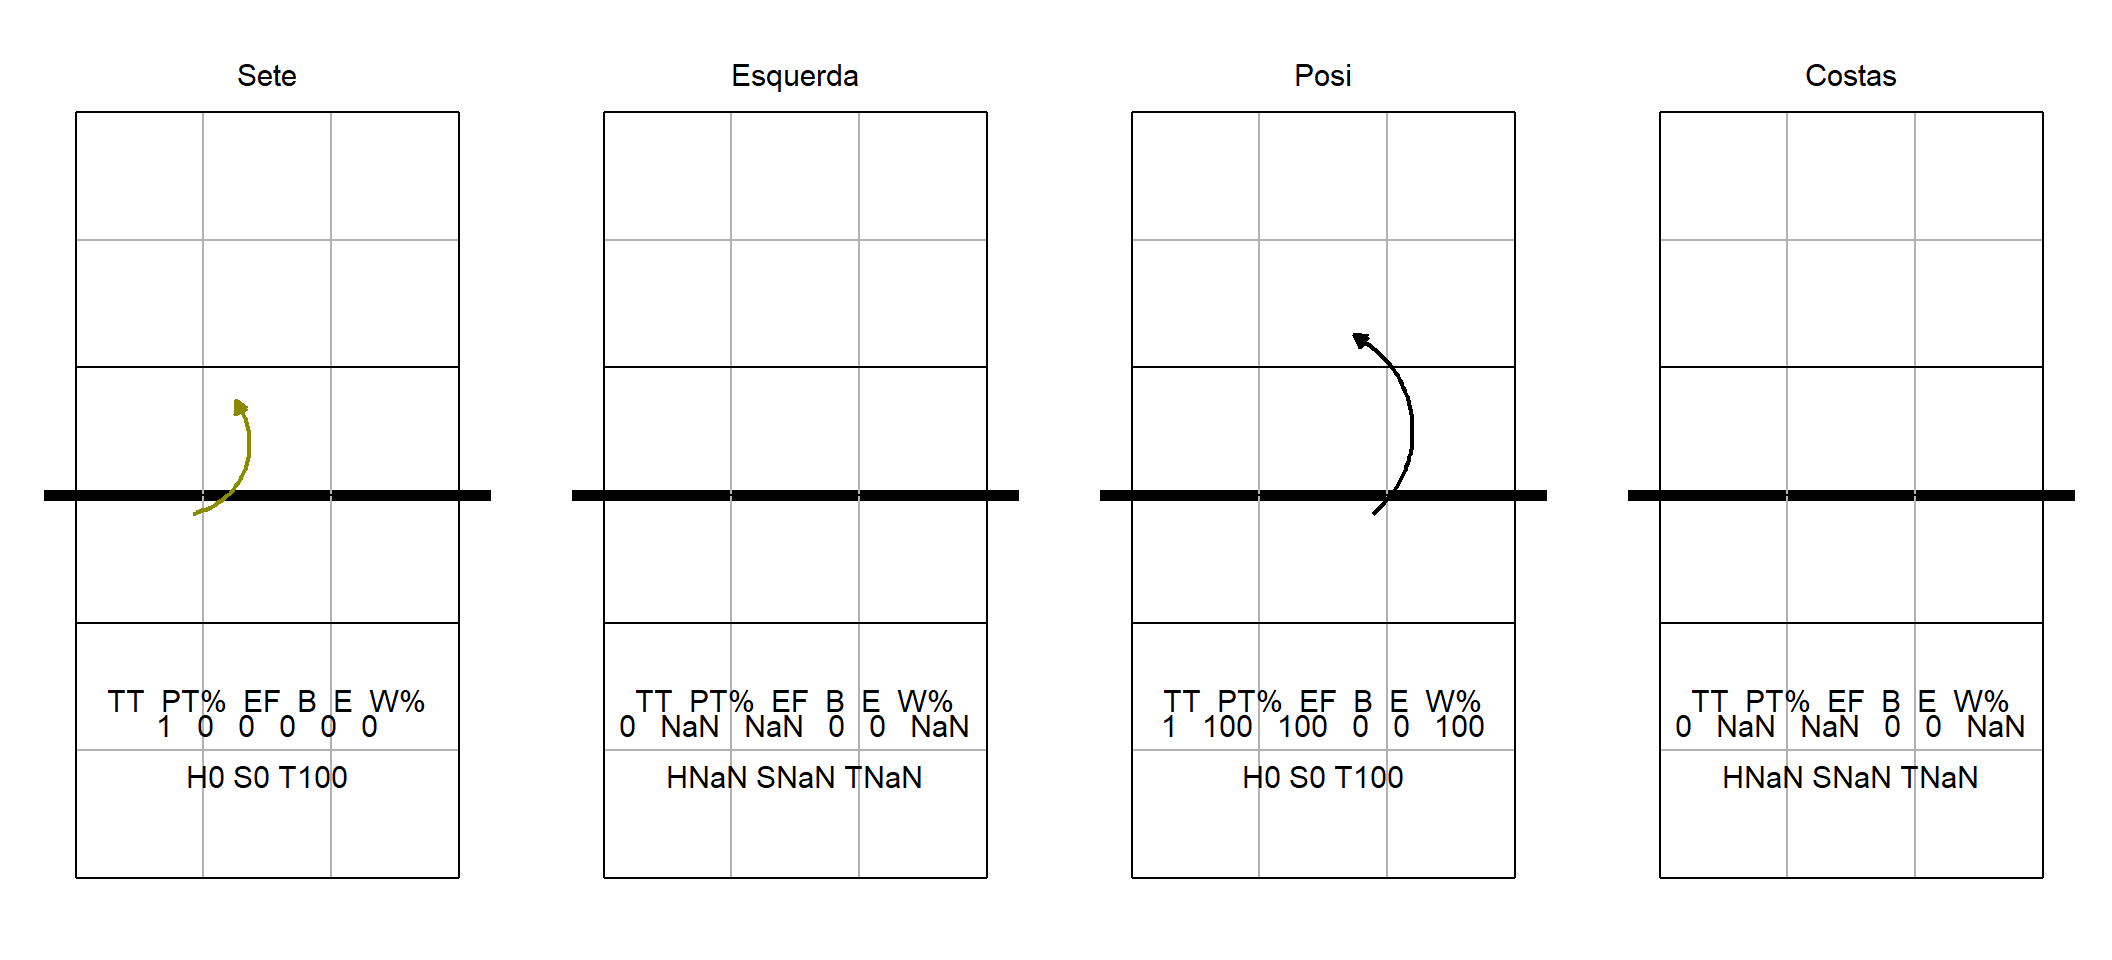 Sete
TT PT% EF B E W%
1 0 0 0 0 0
H0 S0 T100
Esquerda
TT PT% EF B E W%
0 NaN NaN 0 0 NaN
HNaN SNaN TNaN
Posi
TT PT% EF B E W%
1 100 100 0 0 100
H0 S0 T100
Costas
TT PT% EF B E W%
0 NaN NaN 0 0 NaN
HNaN SNaN TNaN